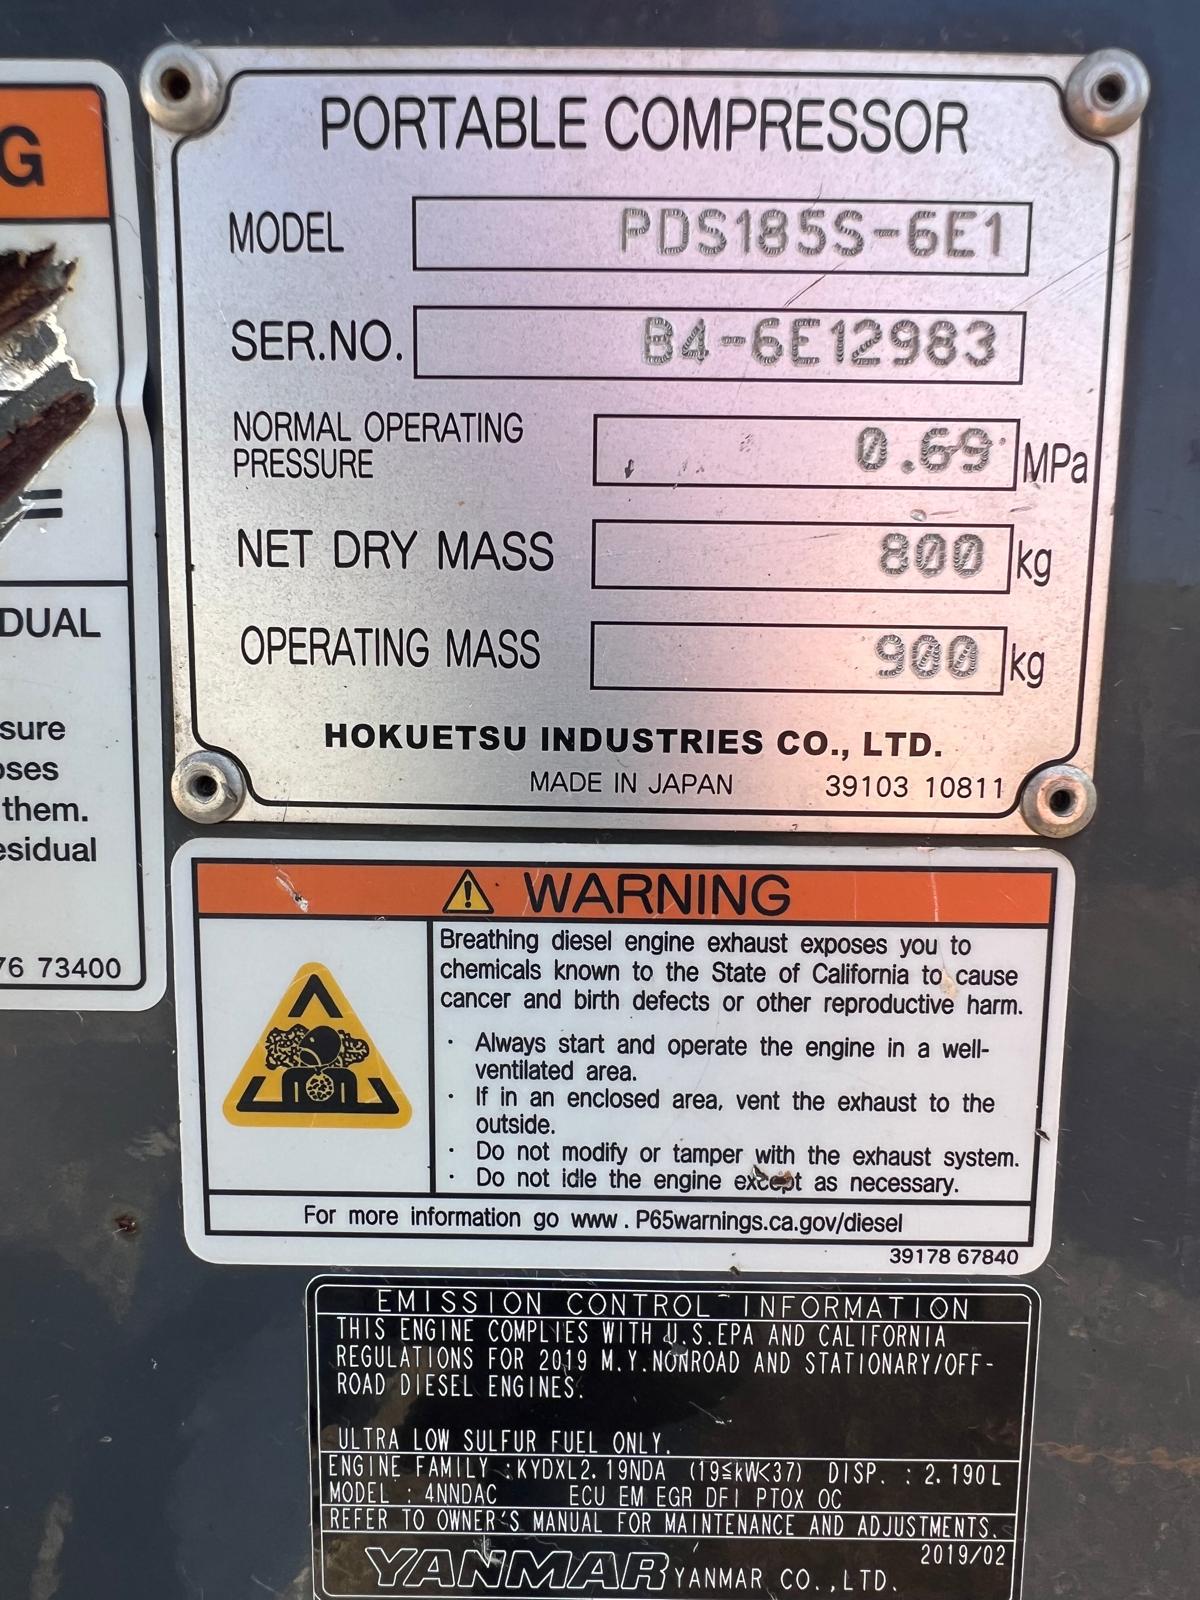 G
DUAL
sure
oses
them.
esidual
76 73400
PORTABLE COMPRESSOR
MODEL PDS185S-6E1
SER.NO. B4-6E12983
NORMAL OPERATING
PRESSURE 0.69 MPa
NET DRY MASS 800 kg
OPERATING MASS 900 kg
HOKUETSU INDUSTRIES CO., LTD.
MADE IN JAPAN 39103 10811
WARNING
Breathing diesel engine exhaust exposes you to
chemicals known to the State of California to cause
cancer and birth defects or other reproductive harm.
· Always start and operate the engine in a well-
ventilated area.
· If in an enclosed area, vent the exhaust to the
outside.
· Do not modify or tamper with the exhaust system.
· Do not idle the engine except as necessary.
For more information go www . P65warnings.ca.gov/diesel
39178 67840
EMISSION CONTROL INFORMATION
THIS ENGINE COMPLIES WITH U.S.EPA AND CALIFORNIA
REGULATIONS FOR 2019 M.Y.NONROAD AND STATIONARY/OFF-
ROAD DIESEL ENGINES.
ULTRA LOW SULFUR FUEL ONLY.
ENGINE FAMILY :KYDXL2.19NDA (19≦kW<37) DISP. : 2.190L
MODEL : 4NNDAC ECU EM EGR DFI PTOX OC
REFER TO OWNER'S MANUAL FOR MAINTENANCE AND ADJUSTMENTS.
2019/02
YANMAR YANMAR CO.,LTD.